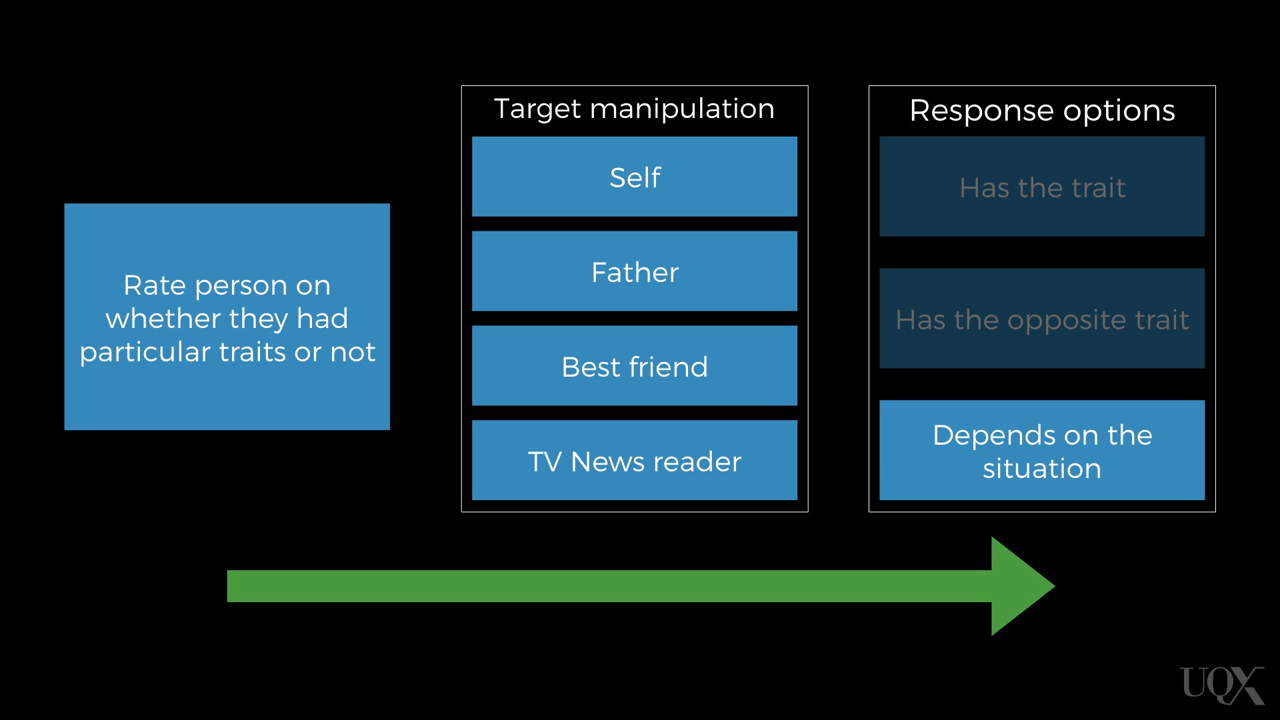 Rate person on
whether they had
particular traits or not
Target manipulation
Self
Father
Best friend
TV News reader
Response options
Has the trait
Has the opposite trait
Depends on the
situation
UQX